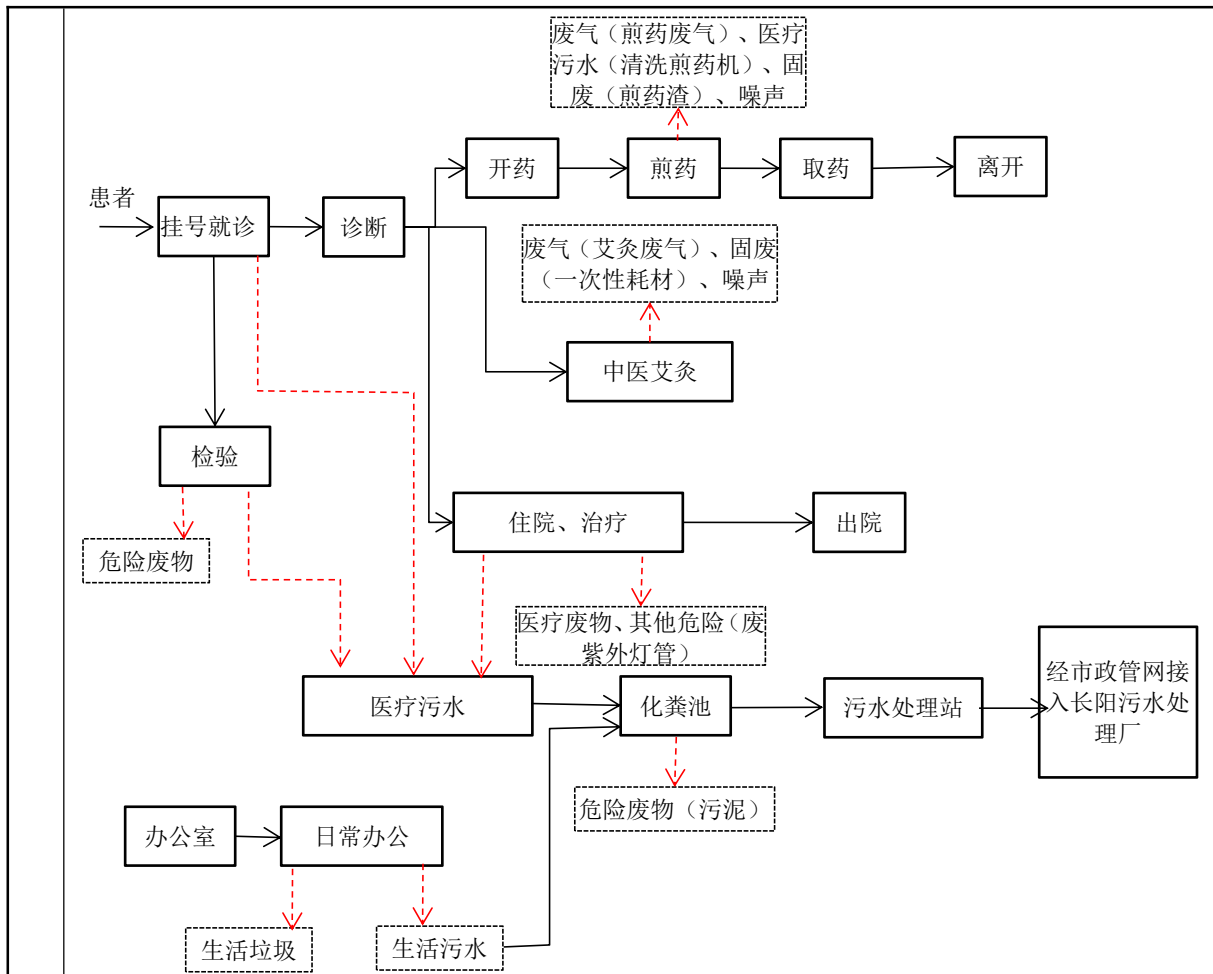 废气（煎药废气）、医疗
污水（清洗煎药机）、固
废（煎药渣）、噪声
开药
煎药
取药
离开
患者
挂号就诊
诊断
废气（艾灸废气）、固废
（一次性耗材）、噪声
中医艾灸
检验
住院、治疗
出院
危险废物
医疗废物、其他危险（废
紫外灯管）
医疗污水
化粪池
污水处理站
经市政管网接
入长阳污水处
理厂
危险废物（污泥）
办公室
日常办公
生活垃圾
生活污水